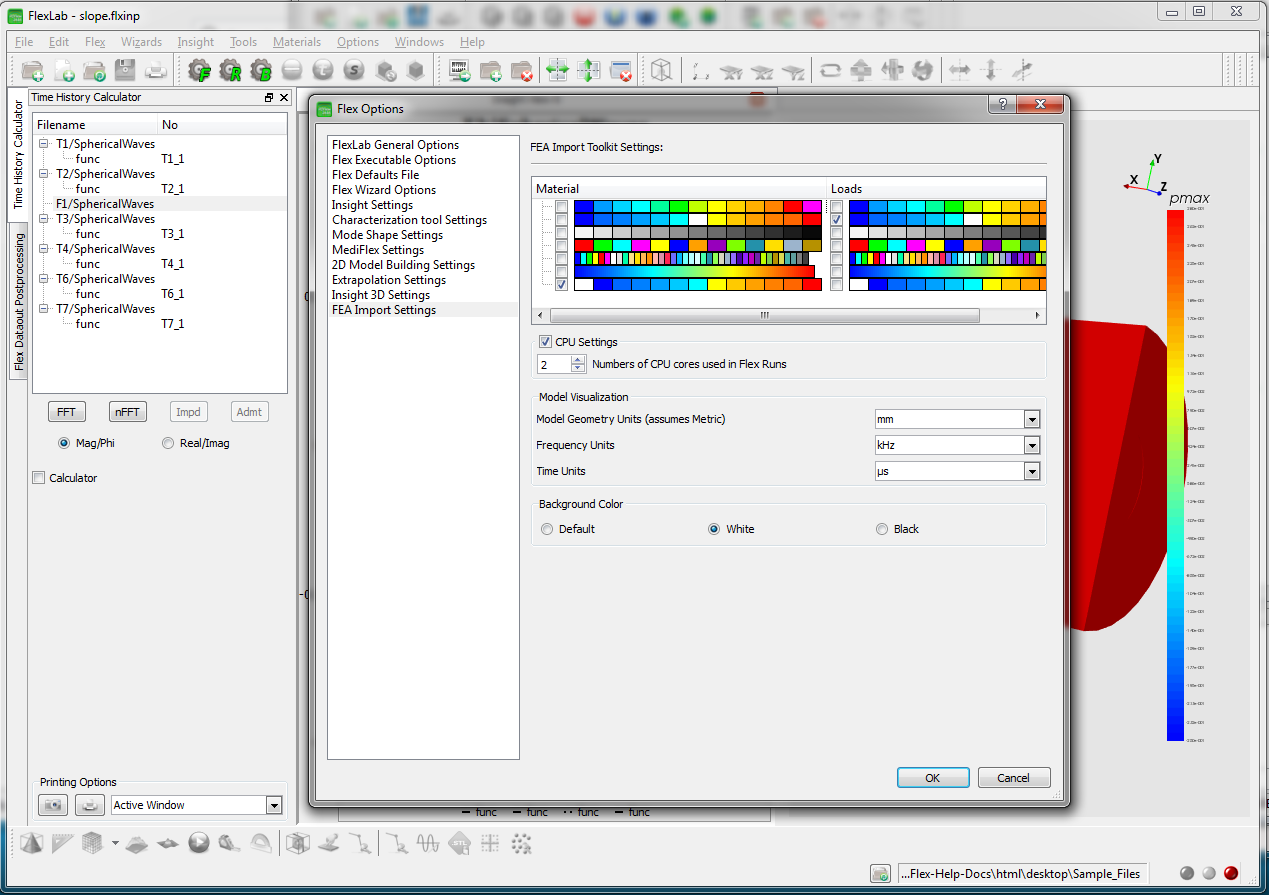 FlexLab - slope.flxinp
File Edit Flex Wizards Insight Tools Materials Options Windows Help
Time History Calculator
Flex Dataout Postprocessing
Time History Calculator
Filename No
T1/SphericalWaves
func T1_1
T2/SphericalWaves
func T2_1
F1/SphericalWaves
T3/SphericalWaves
func T3_1
T4/SphericalWaves
func T4_1
T6/SphericalWaves
func T6_1
T7/SphericalWaves
func T7_1
FFT nFFT Impd Admt
Mag/Phi Real/Imag
Calculator
Printing Options
Active Window
Flex Options
FlexLab General Options
Flex Executable Options
Flex Defaults File
Flex Wizard Options
Insight Settings
Characterization tool Settings
Mode Shape Settings
MediFlex Settings
2D Model Building Settings
Extrapolation Settings
Insight 3D Settings
FEA Import Settings
FEA Import Toolkit Settings:
Material Loads
CPU Settings
2 Numbers of CPU cores used in Flex Runs
Model Visualization
Model Geometry Units (assumes Metric) mm
Frequency Units kHz
Time Units µs
Background Color
Default White Black
OK Cancel
func func func func
X Y Z
pmax
STL
...Flex-Help-Docs\html\desktop\Sample_Files